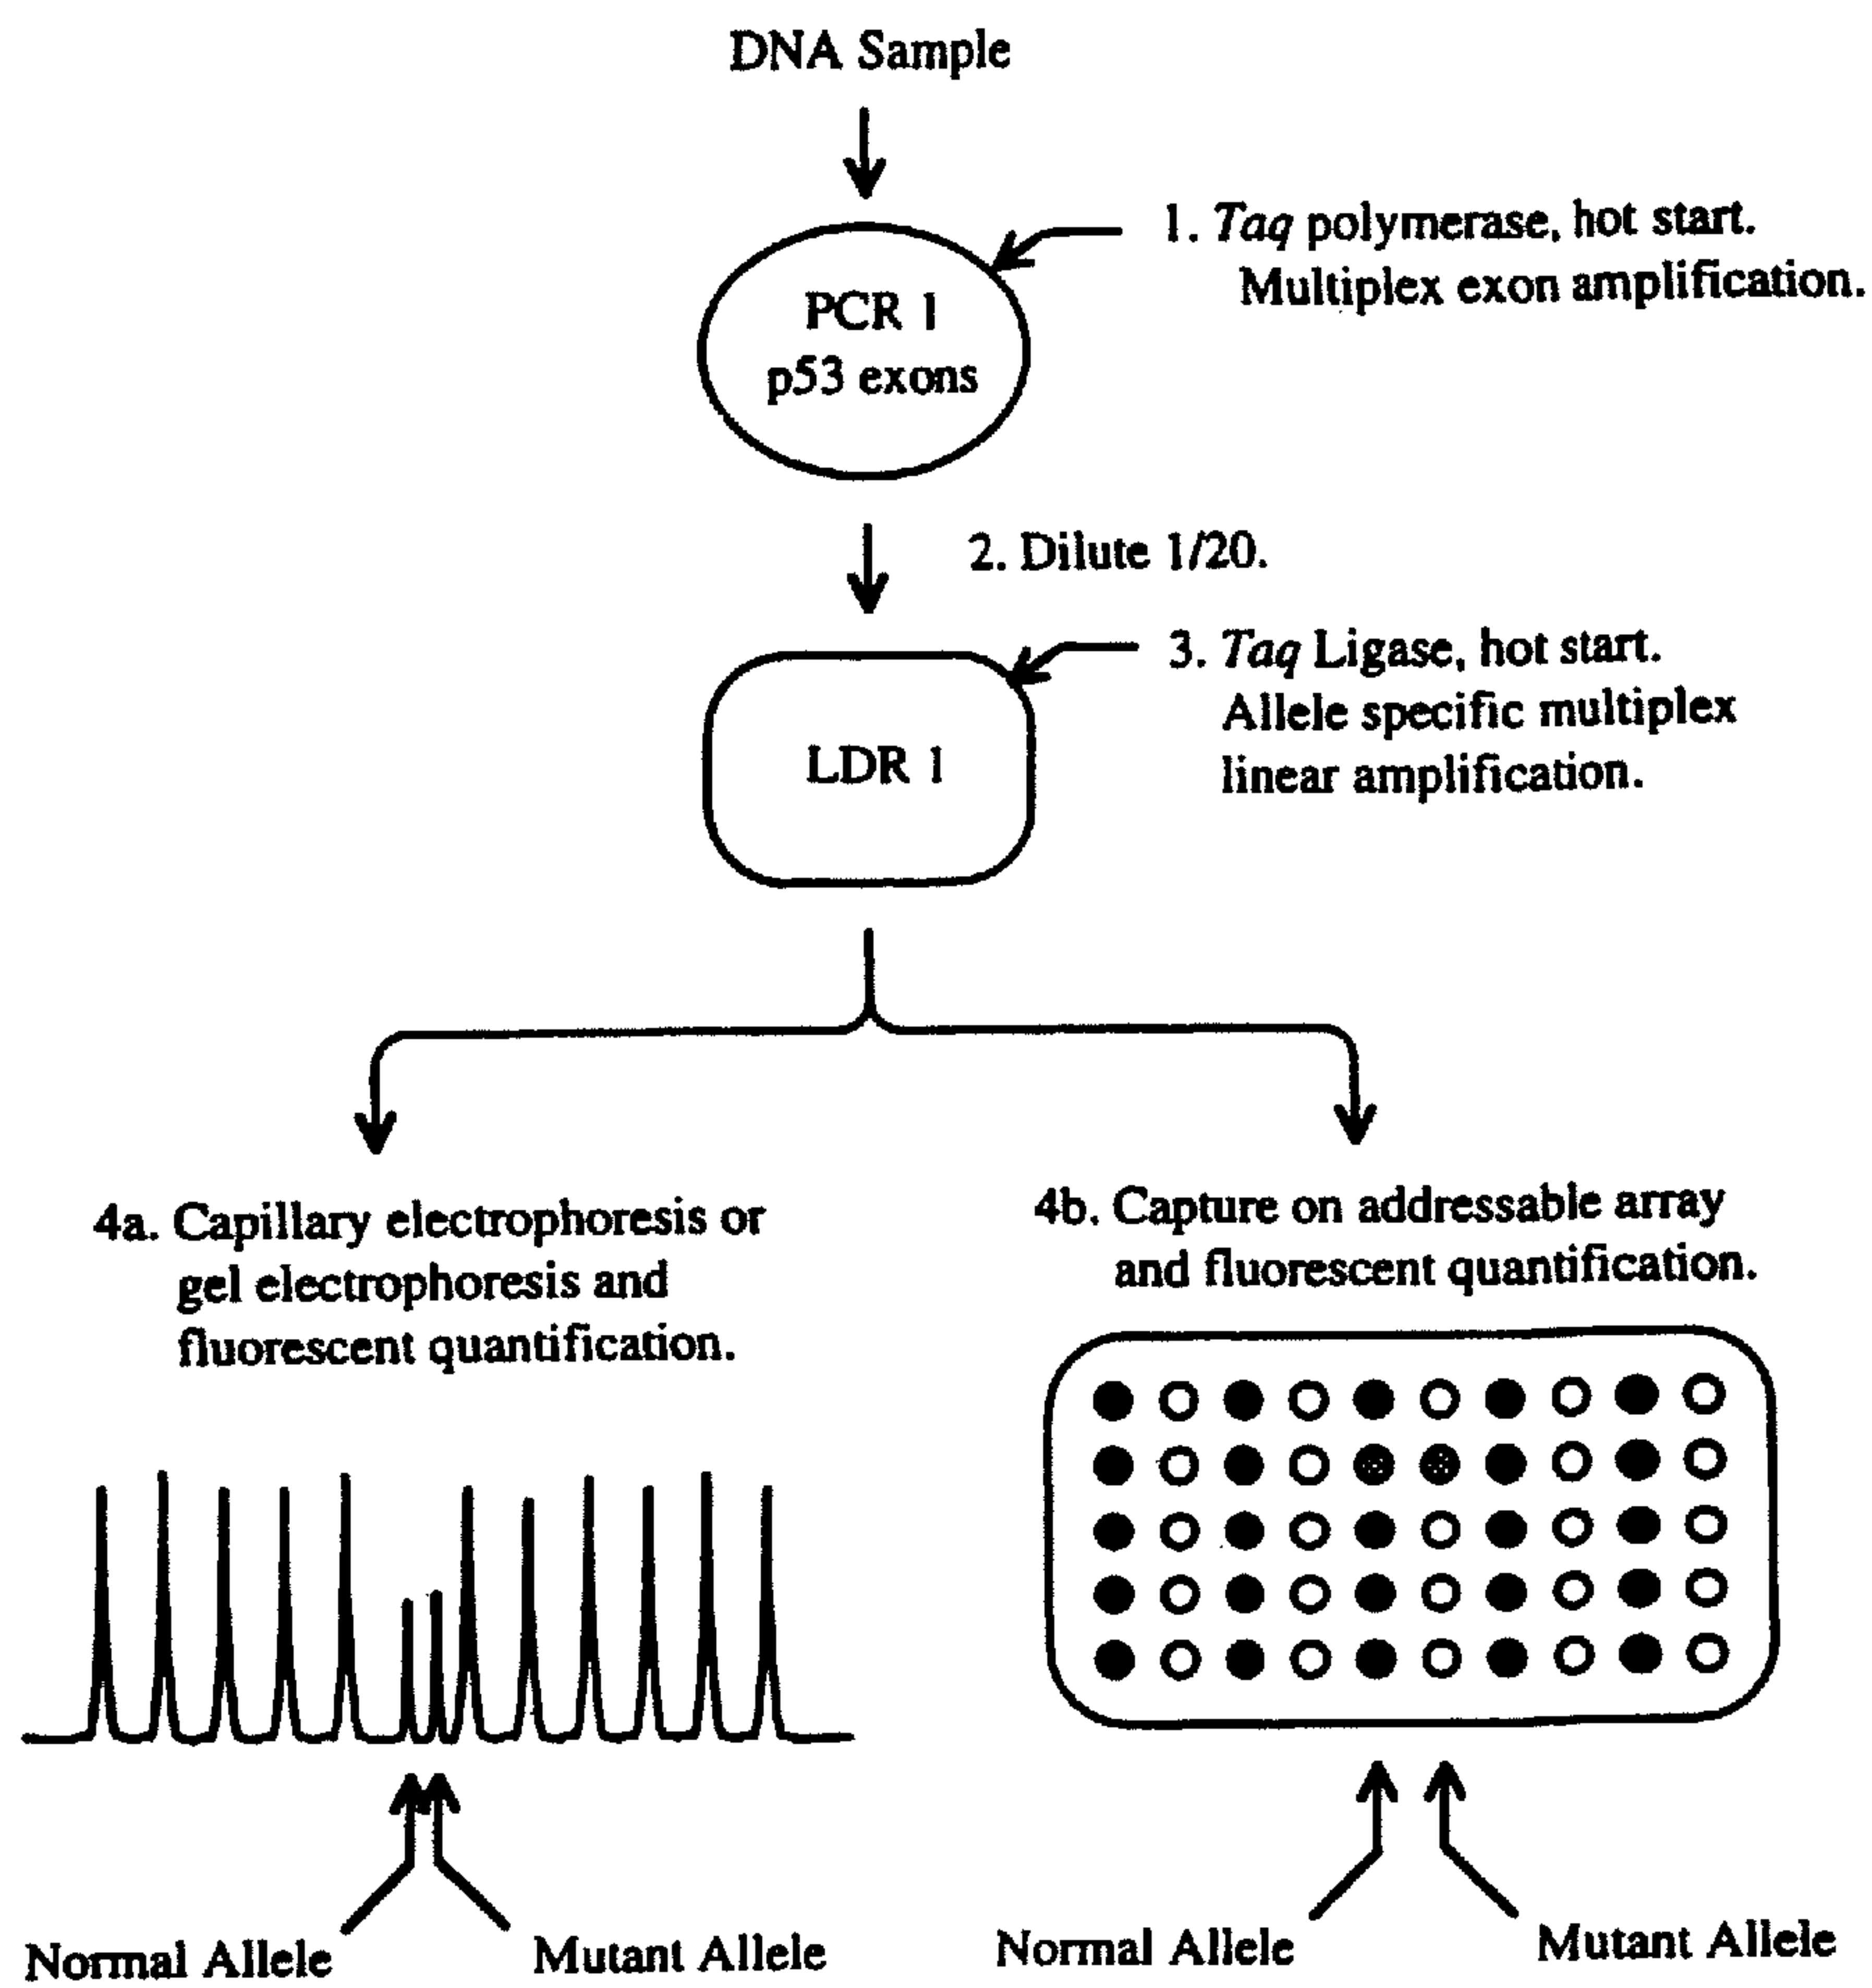 DNA Sample
1. Taq polymerase, hot start.
Multiplex exon amplification.
PCR 1
p53 exons
2. Dilute 1/20.
3. Taq Ligase, hot start.
Allele specific multiplex
linear amplification.
LDR 1
4a. Capillary electrophoresis or
gel electrophoresis and
fluorescent quantification.
4b. Capture on addressable array
and fluorescent quantification.
Normal Allele
Mutant Allele
Normal Allele
Mutant Allele